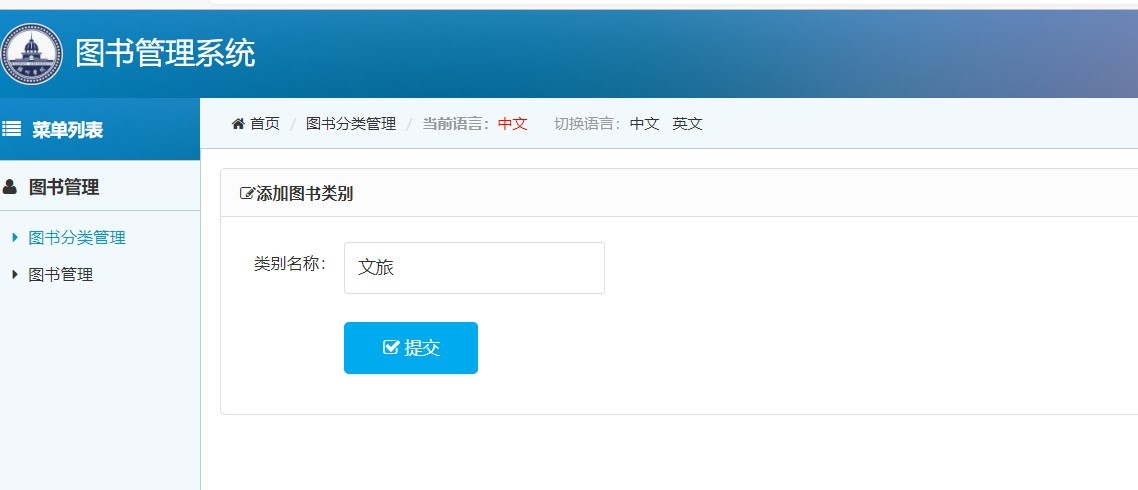 图书管理系统
菜单列表
首页 / 图书分类管理 / 当前语言：中文 切换语言：中文 英文
图书管理
添加图书类别
图书分类管理
类别名称： 文旅
图书管理
提交